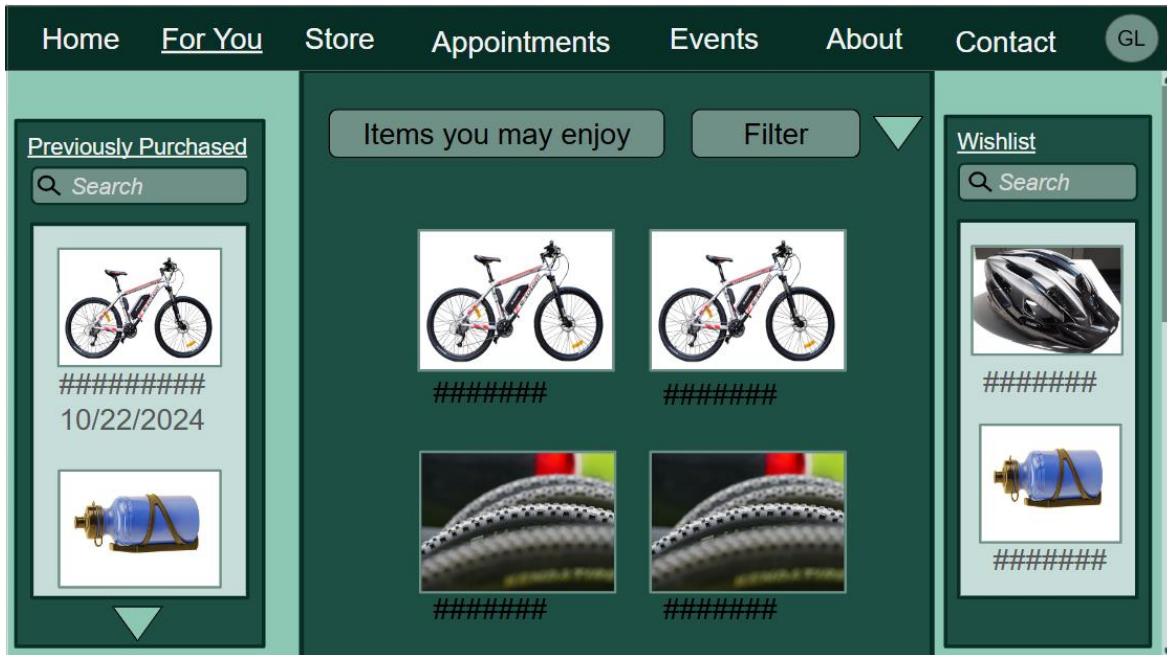 Home For You Store Appointments Events About Contact GL
Previously Purchased
Search
#########
10/22/2024
Items you may enjoy
Filter
#######
#######
#######
#######
Wishlist
Search
#######
#######